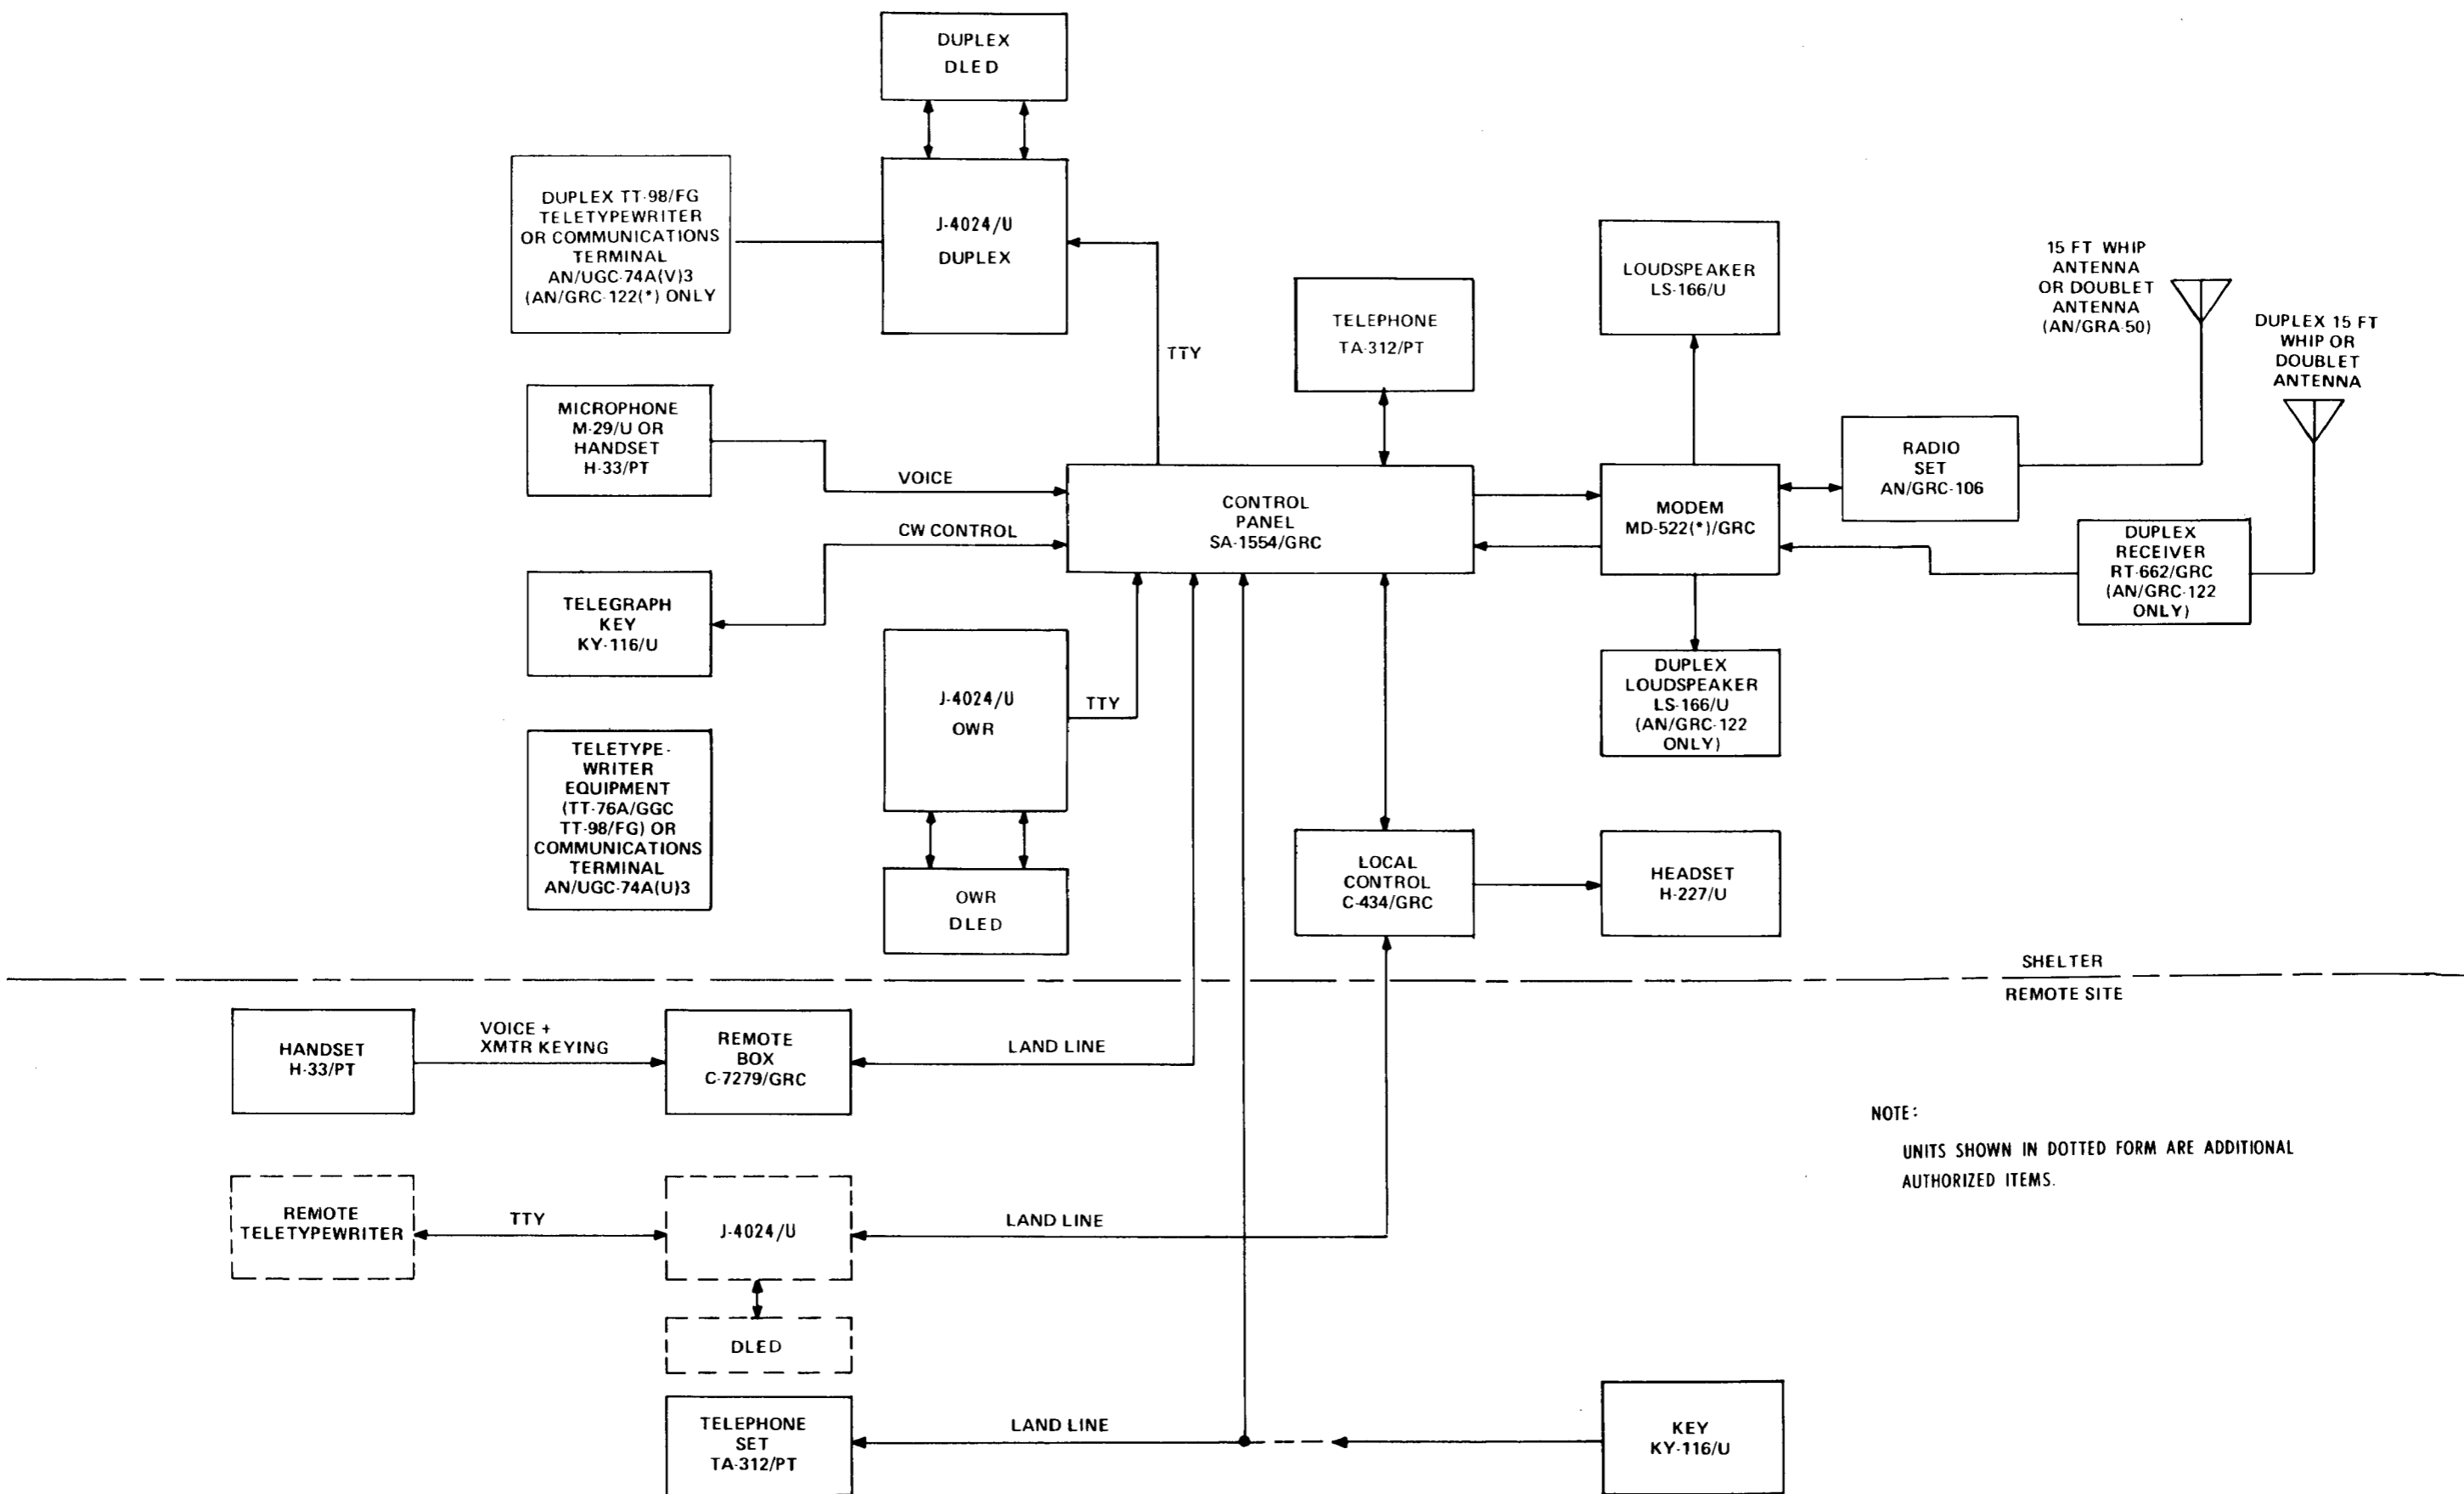 DUPLEX
DLED
DUPLEX TT-98/FG
TELETYPEWRITER
OR COMMUNICATIONS
TERMINAL
AN/UGC-74A(V)3
(AN/GRC-122(*) ONLY
J-4024/U
DUPLEX
TTY
TELEPHONE
TA-312/PT
LOUDSPEAKER
LS-166/U
15 FT WHIP
ANTENNA
OR DOUBLET
ANTENNA
(AN/GRA-50)
DUPLEX 15 FT
WHIP OR
DOUBLET
ANTENNA
MICROPHONE
M-29/U OR
HANDSET
H-33/PT
VOICE
CONTROL
PANEL
SA-1554/GRC
MODEM
MD-522(*)/GRC
RADIO
SET
AN/GRC-106
CW CONTROL
DUPLEX
RECEIVER
RT-662/GRC
(AN/GRC-122
ONLY)
TELEGRAPH
KEY
KY-116/U
J-4024/U
OWR
TTY
DUPLEX
LOUDSPEAKER
LS-166/U
(AN/GRC-122
ONLY)
TELETYPE-
WRITER
EQUIPMENT
(TT-76A/GGC
TT-98/FG) OR
COMMUNICATIONS
TERMINAL
AN/UGC-74A(U)3
OWR
DLED
LOCAL
CONTROL
C-434/GRC
HEADSET
H-227/U
SHELTER
REMOTE SITE
HANDSET
H-33/PT
VOICE +
XMTR KEYING
REMOTE
BOX
C-7279/GRC
LAND LINE
NOTE:
UNITS SHOWN IN DOTTED FORM ARE ADDITIONAL
AUTHORIZED ITEMS.
REMOTE
TELETYPEWRITER
TTY
J-4024/U
LAND LINE
DLED
TELEPHONE
SET
TA-312/PT
LAND LINE
KEY
KY-116/U